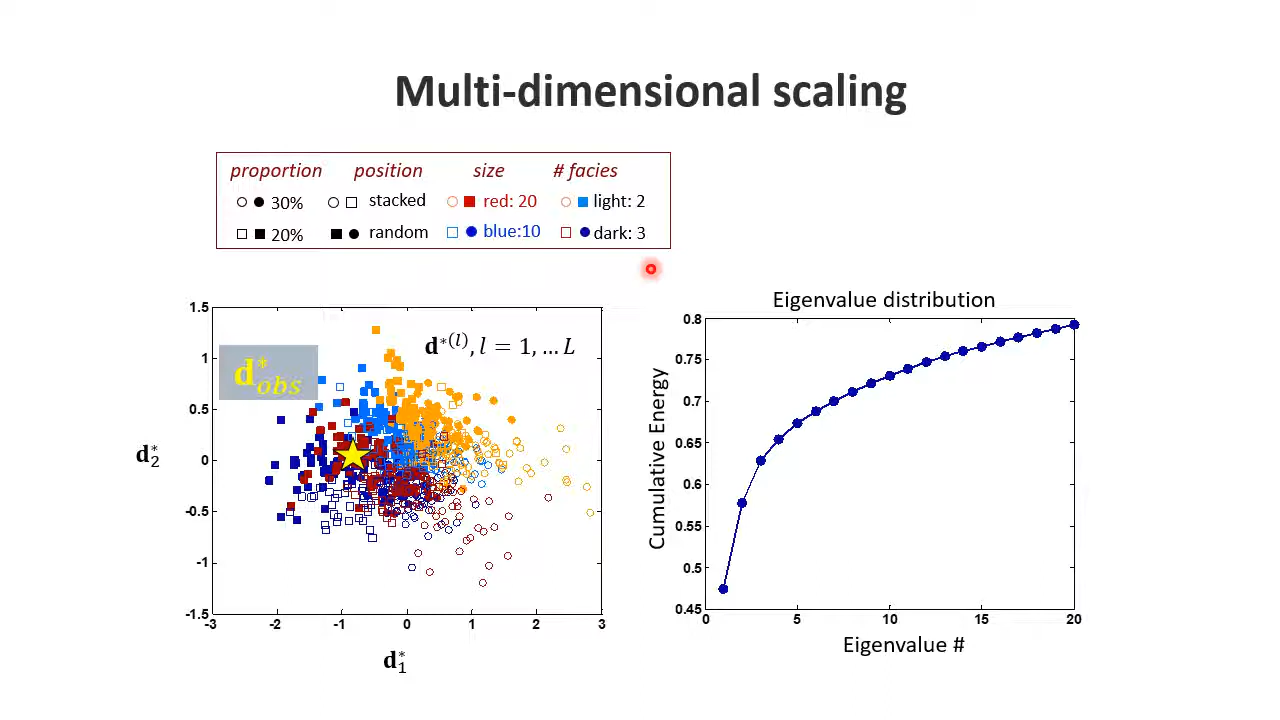 Multi-dimensional scaling
proportion position size # facies
30% stacked red: 20 light: 2
20% random blue:10 dark: 3
d*obs
d*(l), l = 1, … L
1.5
1
0.5
0
-0.5
-1
-1.5
-3 -2 -1 0 1 2 3
d*2
d*1
Eigenvalue distribution
Cumulative Energy
0.8
0.75
0.7
0.65
0.6
0.55
0.5
0.45
0 5 10 15 20
Eigenvalue #